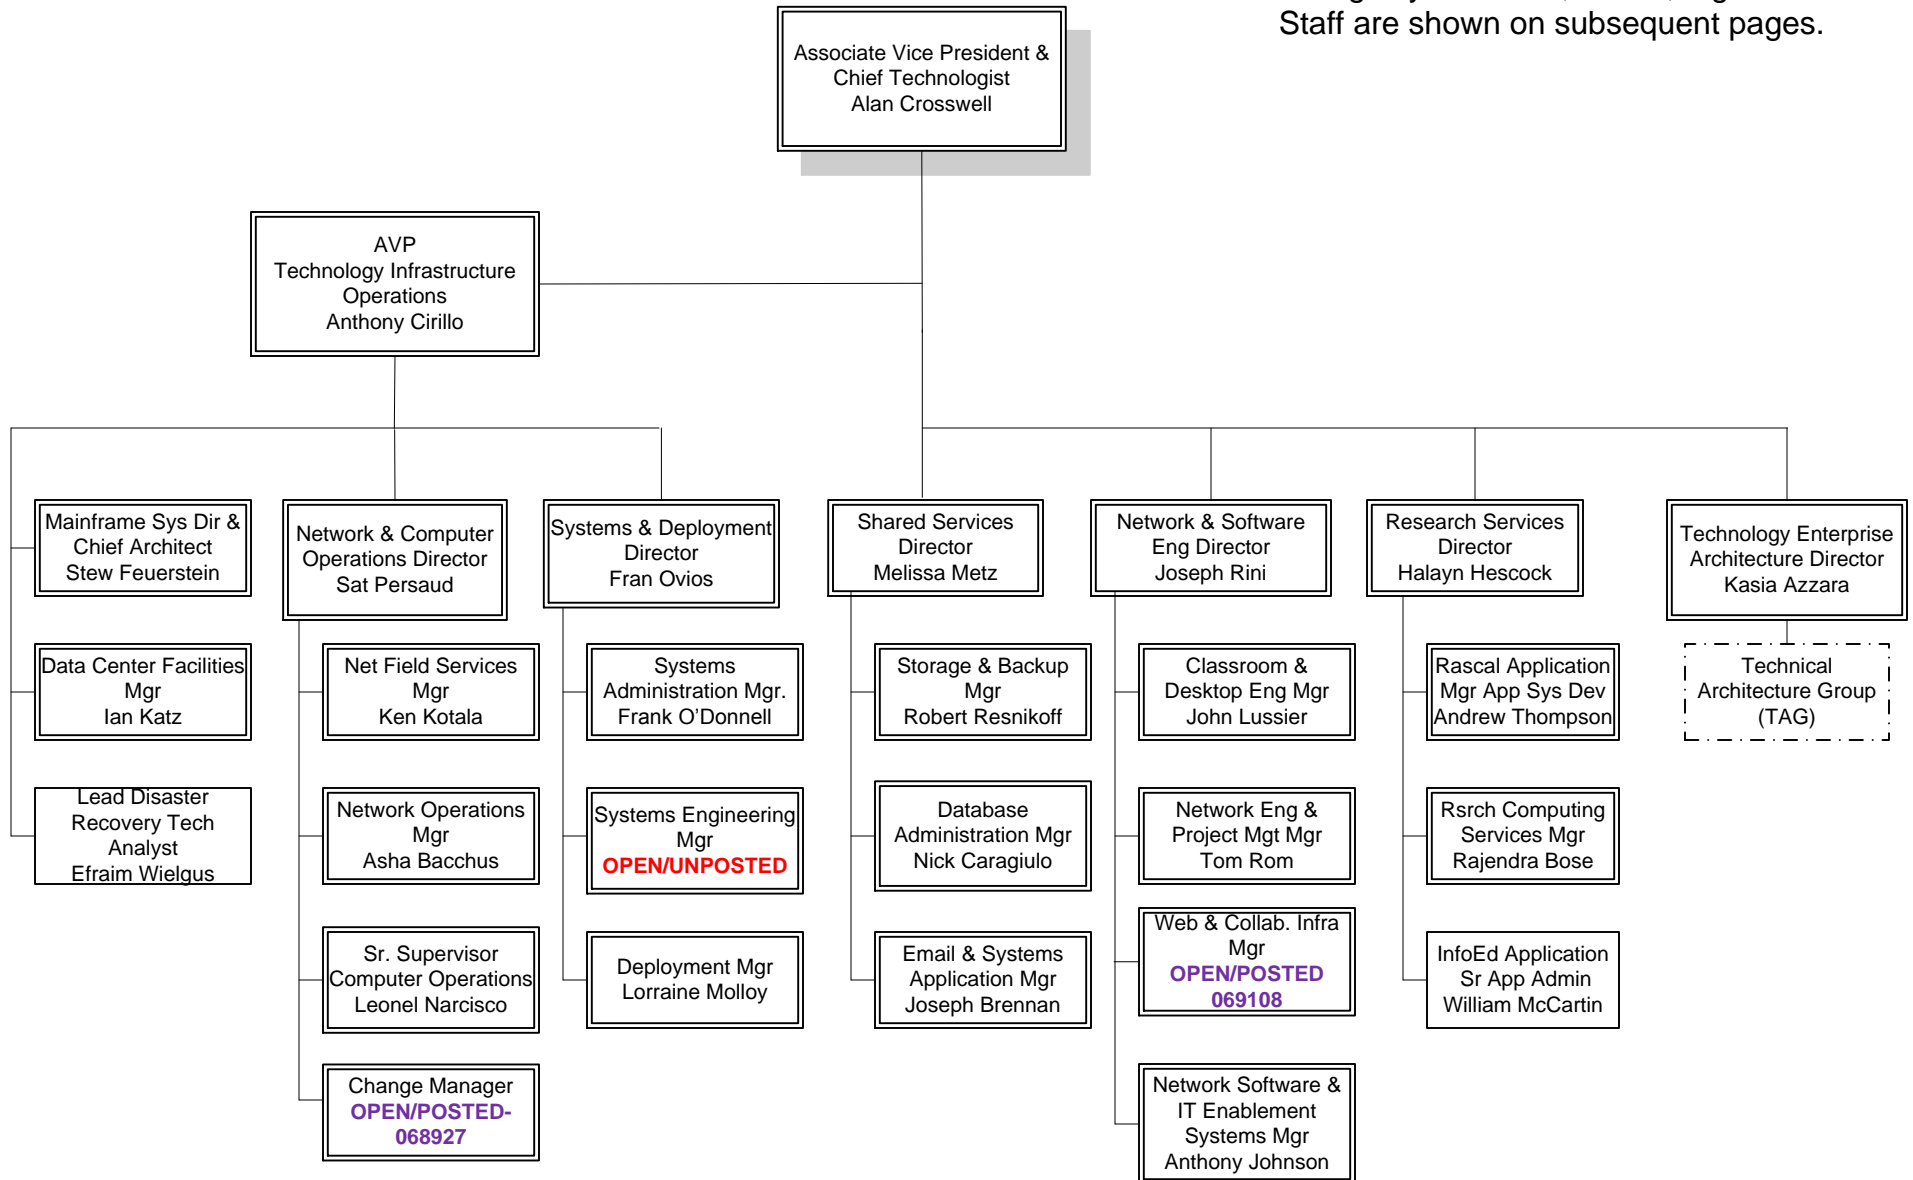 Staff are shown on subsequent pages.
Associate Vice President &
Chief Technologist
Alan Crosswell
AVP
Technology Infrastructure
Operations
Anthony Cirillo
Mainframe Sys Dir &
Chief Architect
Stew Feuerstein
Network & Computer
Operations Director
Sat Persaud
Systems & Deployment
Director
Fran Ovios
Shared Services
Director
Melissa Metz
Network & Software
Eng Director
Joseph Rini
Research Services
Director
Halayn Hescock
Technology Enterprise
Architecture Director
Kasia Azzara
Data Center Facilities
Mgr
Ian Katz
Net Field Services
Mgr
Ken Kotala
Systems
Administration Mgr.
Frank O’Donnell
Storage & Backup
Mgr
Robert Resnikoff
Classroom &
Desktop Eng Mgr
John Lussier
Rascal Application
Mgr App Sys Dev
Andrew Thompson
Technical
Architecture Group
(TAG)
Lead Disaster
Recovery Tech
Analyst
Efraim Wielgus
Network Operations
Mgr
Asha Bacchus
Systems Engineering
Mgr
OPEN/UNPOSTED
Database
Administration Mgr
Nick Caragiulo
Network Eng &
Project Mgt Mgr
Tom Rom
Rsrch Computing
Services Mgr
Rajendra Bose
Sr. Supervisor
Computer Operations
Leonel Narcisco
Deployment Mgr
Lorraine Molloy
Email & Systems
Application Mgr
Joseph Brennan
Web & Collab. Infra
Mgr
OPEN/POSTED
069108
InfoEd Application
Sr App Admin
William McCartin
Change Manager
OPEN/POSTED-
068927
Network Software &
IT Enablement
Systems Mgr
Anthony Johnson